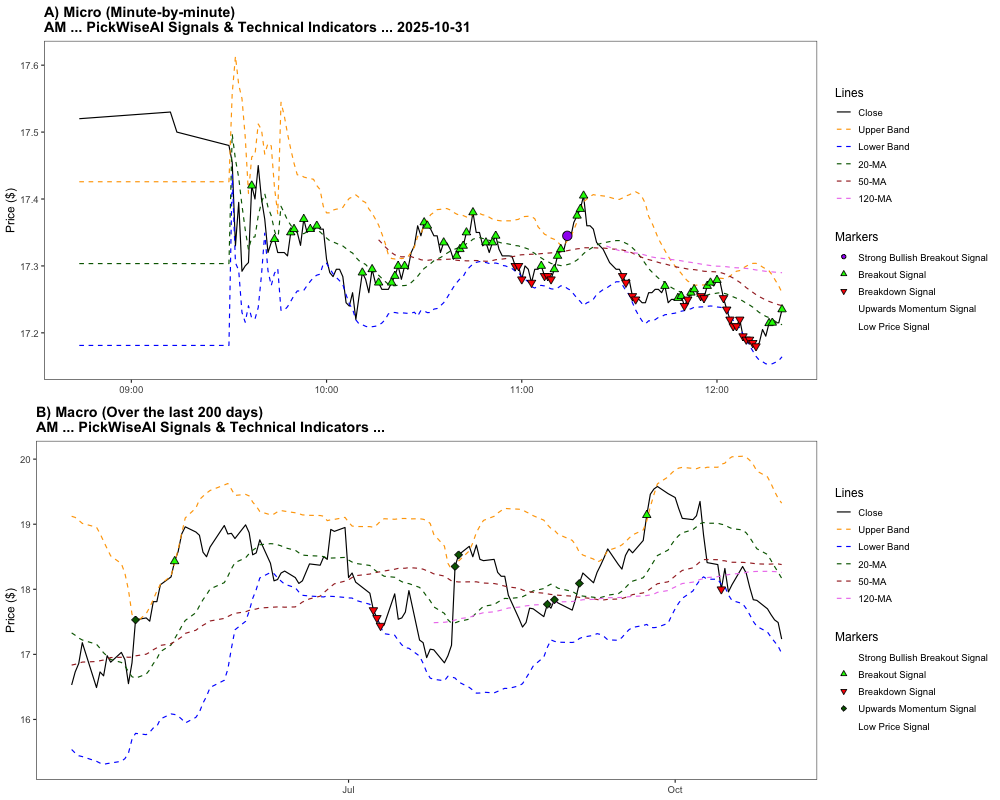 A) Micro (Minute-by-minute)
AM ... PickWiseAI Signals & Technical Indicators ... 2025-10-31
17.6
17.5
17.4
17.3
17.2
Price ($)
09:00
10:00
11:00
12:00
Lines
Close
Upper Band
Lower Band
20-MA
50-MA
120-MA
Markers
Strong Bullish Breakout Signal
Breakout Signal
Breakdown Signal
Upwards Momentum Signal
Low Price Signal
B) Macro (Over the last 200 days)
AM ... PickWiseAI Signals & Technical Indicators ...
20
19
18
17
16
Price ($)
Jul
Oct
Lines
Close
Upper Band
Lower Band
20-MA
50-MA
120-MA
Markers
Strong Bullish Breakout Signal
Breakout Signal
Breakdown Signal
Upwards Momentum Signal
Low Price Signal